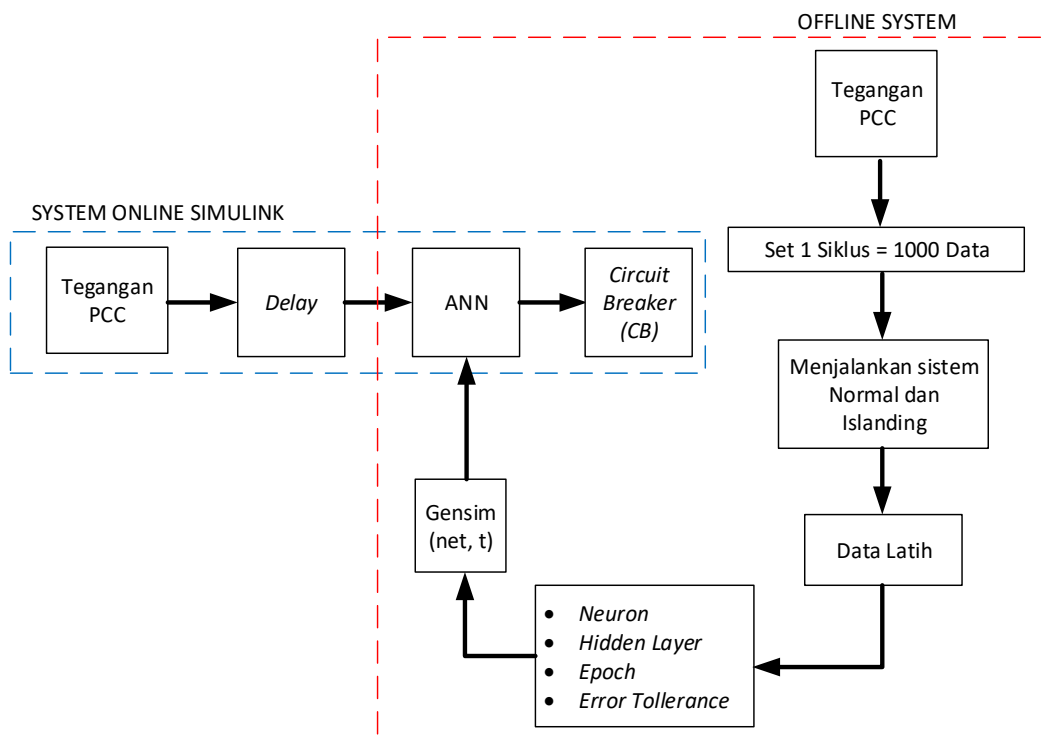 OFFLINE SYSTEM
Tegangan
PCC
Set 1 Siklus = 1000 Data
Menjalankan sistem
Normal dan
Islanding
Data Latih
• Neuron
• Hidden Layer
• Epoch
• Error Tollerance
Gensim
(net, t)
SYSTEM ONLINE SIMULINK
Tegangan
PCC
Delay
ANN
Circuit
Breaker
(CB)